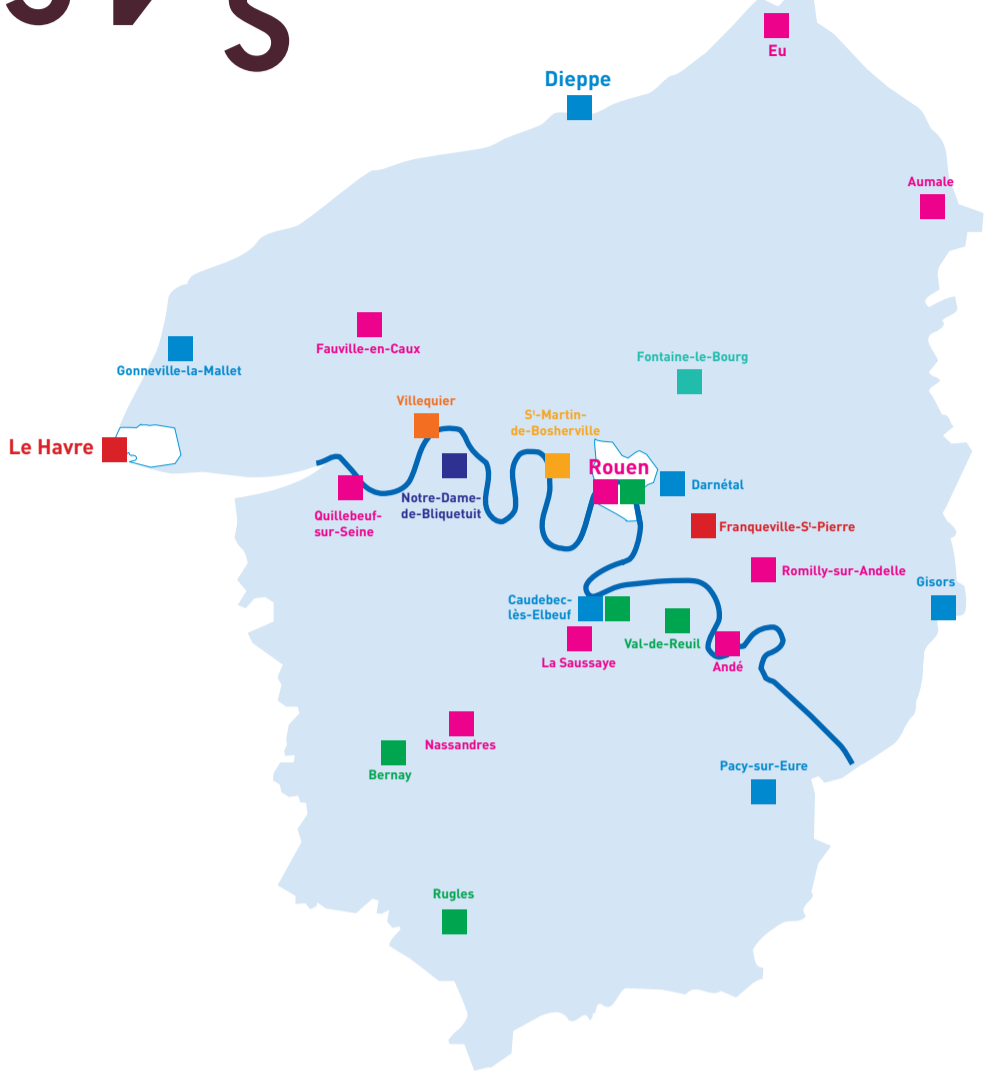 S
Eu
Dieppe
Aumale
Fauville-en-Caux
Gonneville-la-Mallet
Fontaine-le-Bourg
Villequier
Sᵗ-Martin-
de-Bosherville
Le Havre
Rouen
Darnétal
Notre-Dame-
de-Bliquetuit
Quillebeuf-
sur-Seine
Franqueville-Sᵗ-Pierre
Romilly-sur-Andelle
Gisors
Caudebec-
lès-Elbeuf
Val-de-Reuil
La Saussaye
Andé
Nassandres
Bernay
Pacy-sur-Eure
Rugles